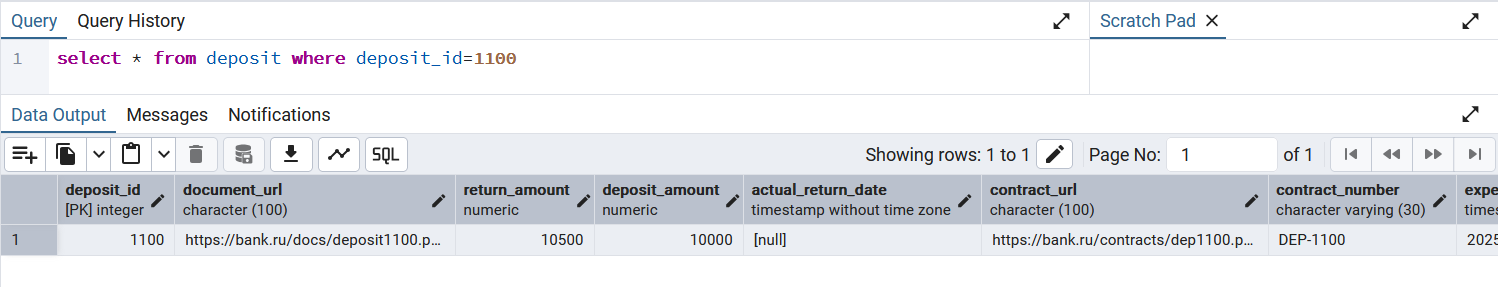 Query Query History Scratch Pad
1 select * from deposit where deposit_id=1100
Data Output Messages Notifications
SQL Showing rows: 1 to 1 Page No: 1 of 1
deposit_id document_url return_amount deposit_amount actual_return_date contract_url contract_number expe
[PK] integer character (100) numeric numeric timestamp without time zone character (100) character varying (30) times
1 1100 https://bank.ru/docs/deposit1100.p... 10500 10000 [null] https://bank.ru/contracts/dep1100.p... DEP-1100 2025